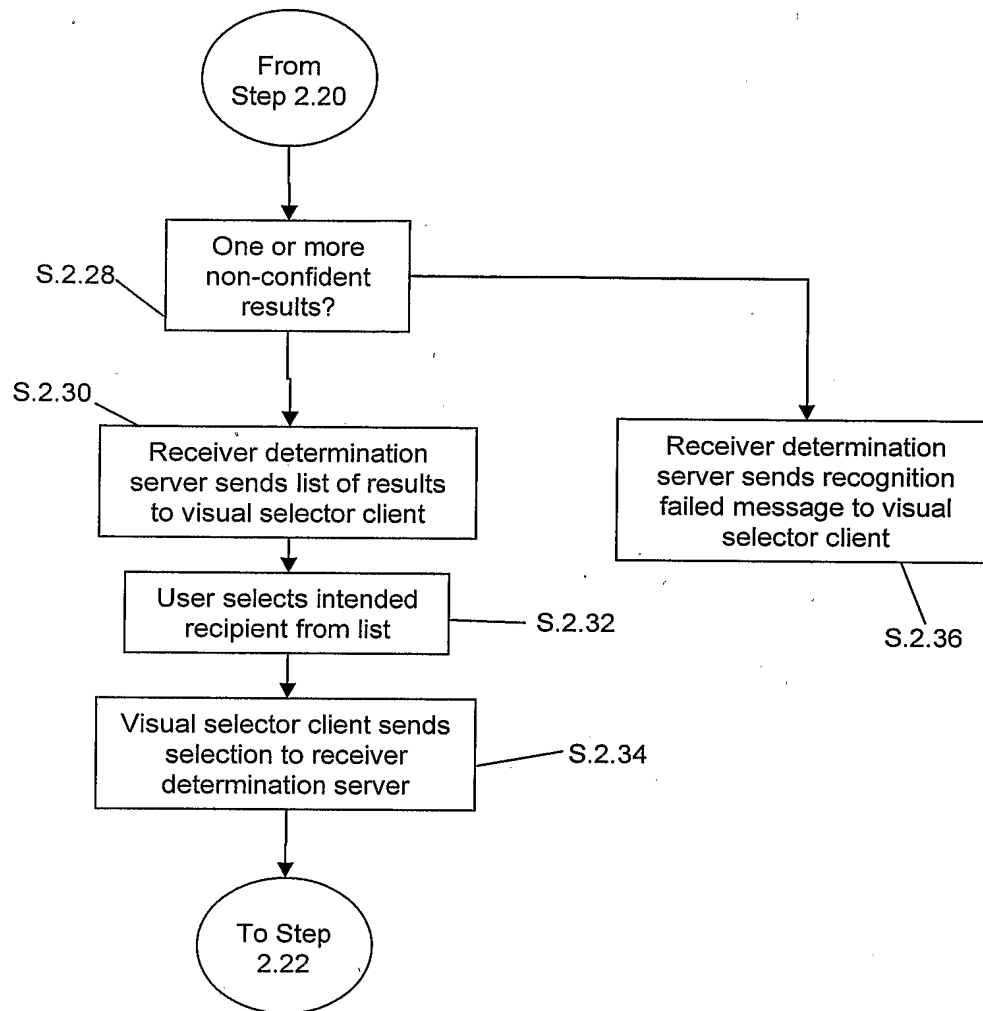 From
Step 2.20
One or more
non-confident
results?
S.2.28
S.2.30
Receiver determination
server sends list of results
to visual selector client
Receiver determination
server sends recognition
failed message to visual
selector client
User selects intended
recipient from list
S.2.32
S.2.36
Visual selector client sends
selection to receiver
determination server
S.2.34
To Step
2.22